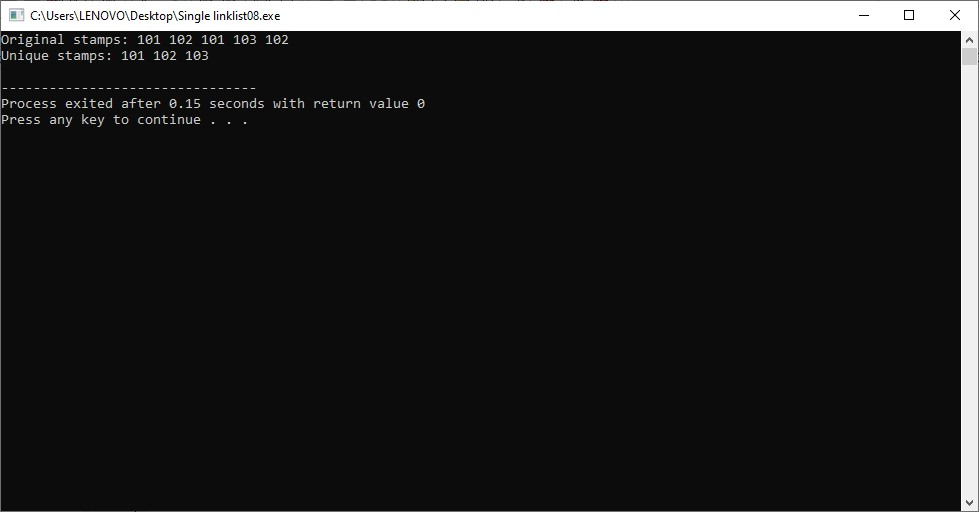 C:\Users\LENOVO\Desktop\Single linklist08.exe
Original stamps: 101 102 101 103 102
Unique stamps: 101 102 103
--------------------------------
Process exited after 0.15 seconds with return value 0
Press any key to continue . . .